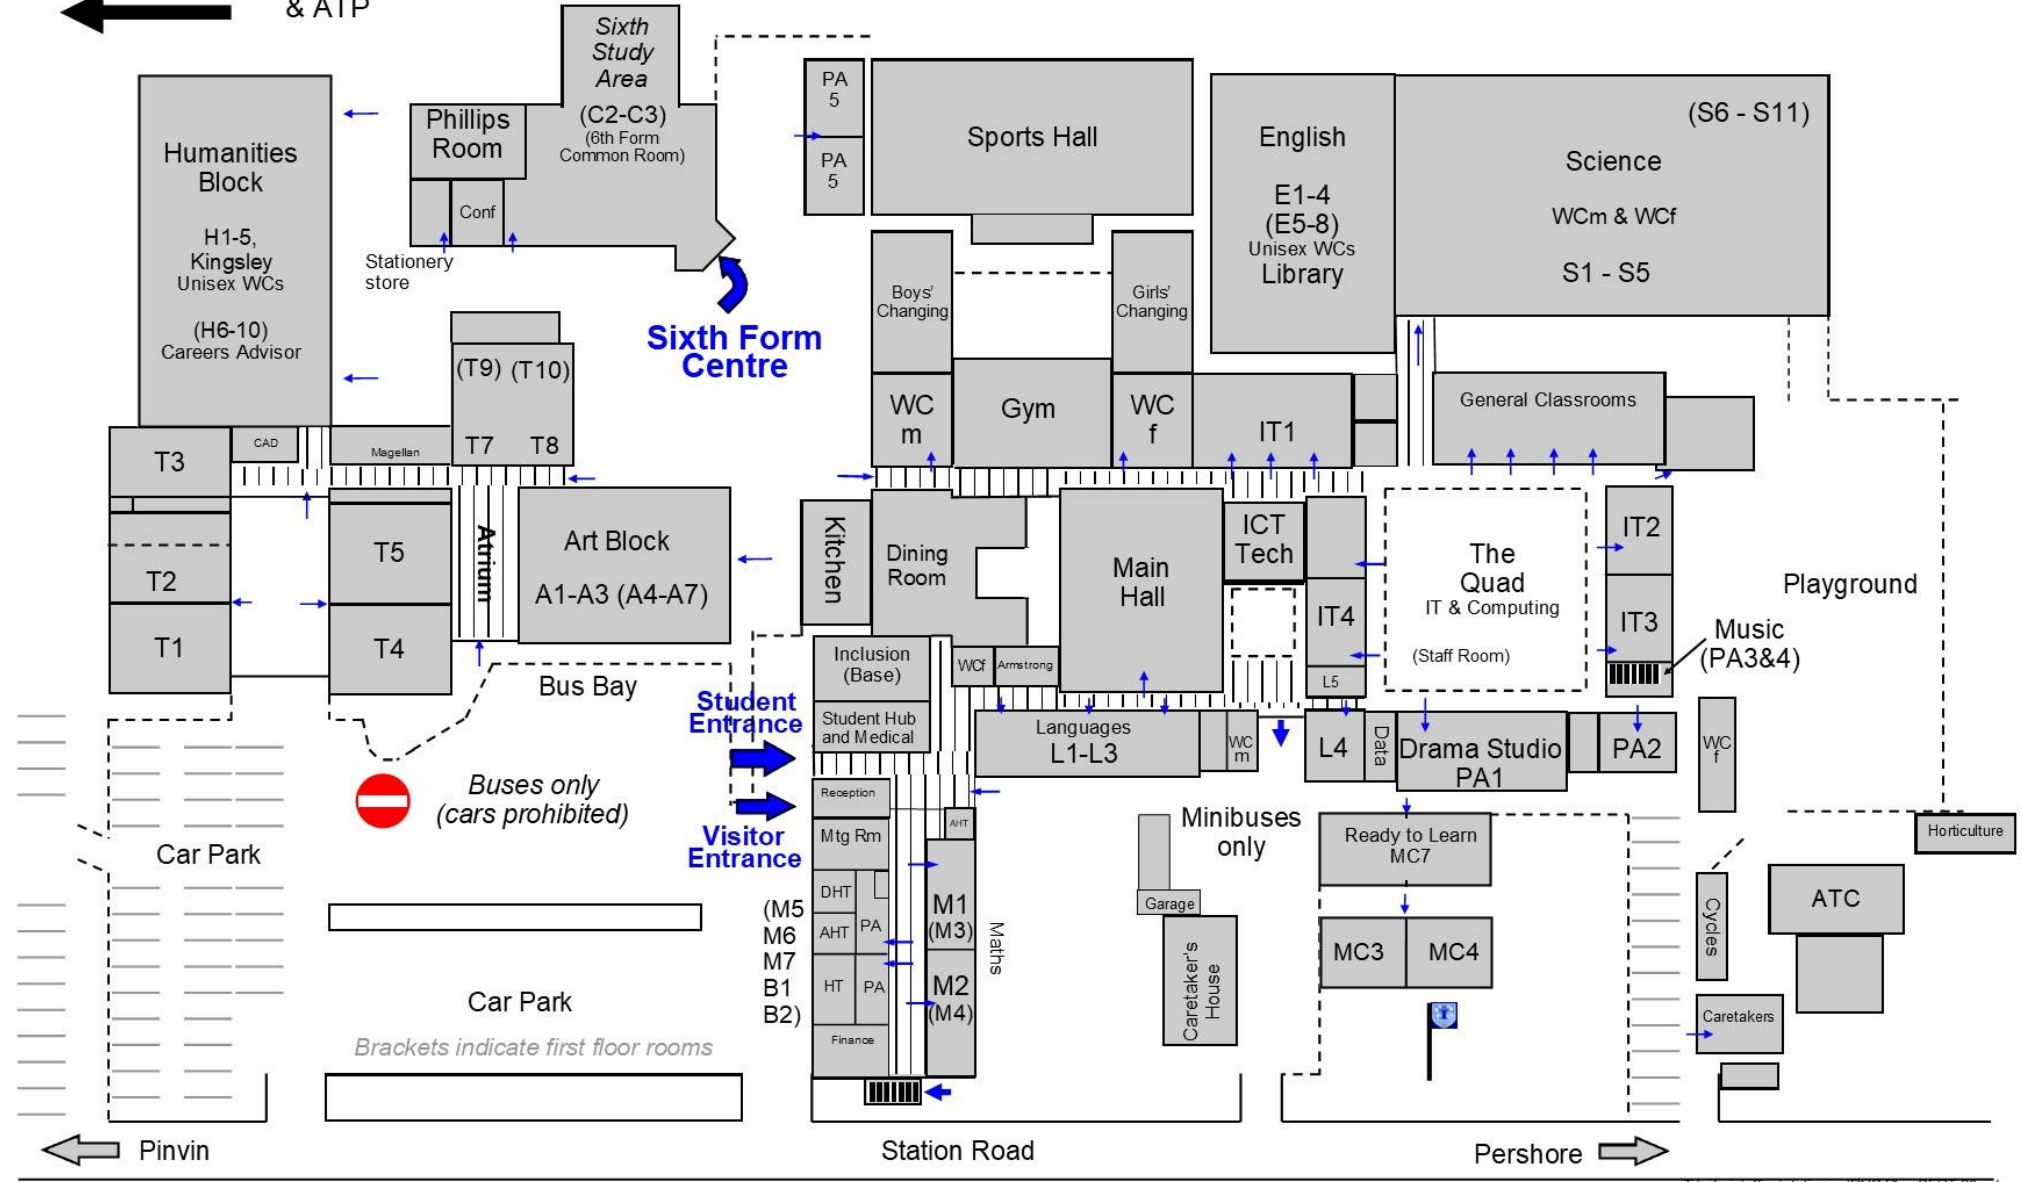 & ATP
Sixth
Study
Area
(C2-C3)
(6th Form
Common Room)
Phillips
Room
Conf
Stationery
store
Sixth Form
Centre
Humanities
Block
H1-5,
Kingsley
Unisex WCs
(H6-10)
Careers Advisor
PA
5
PA
5
Sports Hall
English
E1-4
(E5-8)
Unisex WCs
Library
(S6 - S11)
Science
WCm & WCf
S1 - S5
Boys'
Changing
Girls'
Changing
WC
m
Gym
WC
f
IT1
General Classrooms
(T9) (T10)
T7 T8
T3
CAD
Magellan
T2
T1
T5
T4
Atrium
Art Block
A1-A3 (A4-A7)
Kitchen
Dining
Room
Main
Hall
ICT
Tech
IT4
L5
The
Quad
IT & Computing
(Staff Room)
IT2
IT3
Playground
Music
(PA3&4)
Bus Bay
Inclusion
(Base)
WCf
Armstrong
Student
Entrance
Student Hub
and Medical
Languages
L1-L3
WC
m
L4
Data
Drama Studio
PA1
PA2
WC
f
Buses only
(cars prohibited)
Visitor
Entrance
Reception
Mtg Rm
AHT
DHT
AHT
PA
HT
PA
Finance
(M5
M6
M7
B1
B2)
M1
(M3)
M2
(M4)
Maths
Minibuses
only
Garage
Caretaker's
House
Ready to Learn
MC7
MC3
MC4
Horticulture
ATC
Cycles
Caretakers
Car Park
Car Park
Brackets indicate first floor rooms
Pinvin
Station Road
Pershore